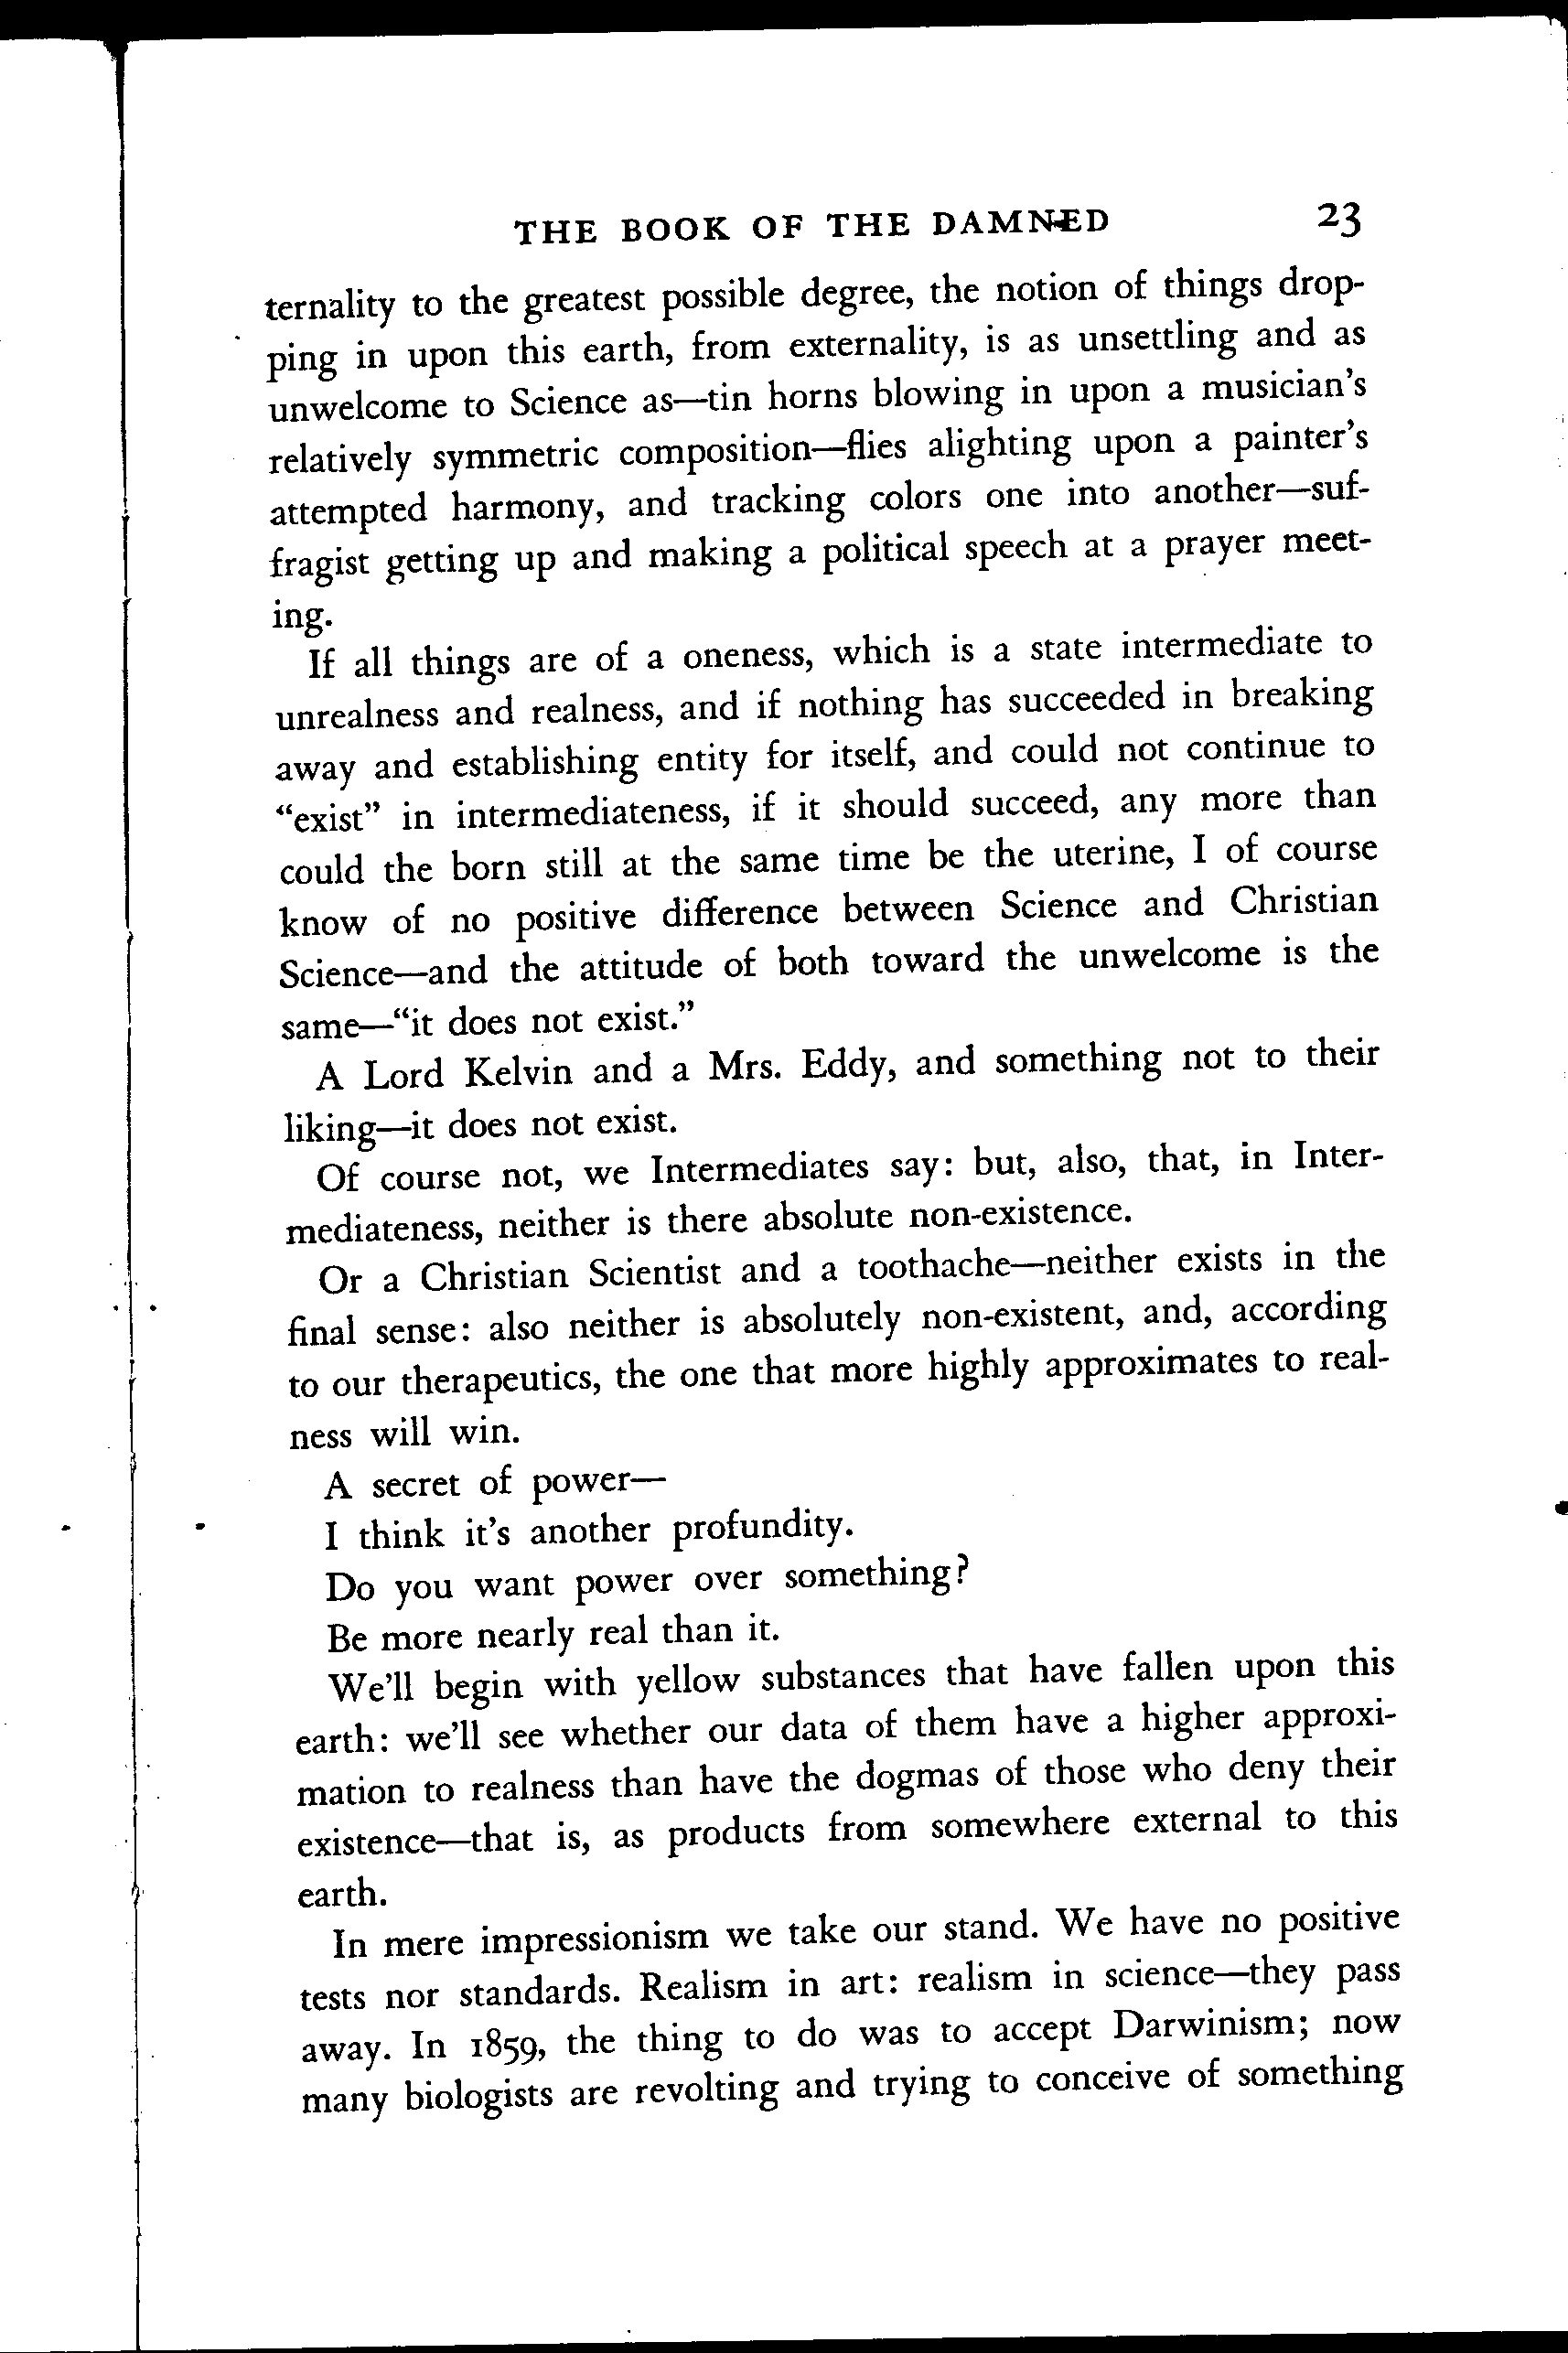 THE BOOK OF THE DAMNED 23
ternality to the greatest possible degree, the notion of things drop-
ping in upon this earth, from externality, is as unsettling and as
unwelcome to Science as—tin horns blowing in upon a musician's
relatively symmetric composition—flies alighting upon a painter's
attempted harmony, and tracking colors one into another—suf-
fragist getting up and making a political speech at a prayer meet-
ing.
If all things are of a oneness, which is a state intermediate to
unrealness and realness, and if nothing has succeeded in breaking
away and establishing entity for itself, and could not continue to
“exist” in intermediateness, if it should succeed, any more than
could the born still at the same time be the uterine, I of course
know of no positive difference between Science and Christian
Science—and the attitude of both toward the unwelcome is the
same—“it does not exist.”
A Lord Kelvin and a Mrs. Eddy, and something not to their
liking—it does not exist.
Of course not, we Intermediates say: but, also, that, in Inter-
mediateness, neither is there absolute non-existence.
Or a Christian Scientist and a toothache—neither exists in the
final sense: also neither is absolutely non-existent, and, according
to our therapeutics, the one that more highly approximates to real-
ness will win.
A secret of power—
I think it's another profundity.
Do you want power over something?
Be more nearly real than it.
We'll begin with yellow substances that have fallen upon this
earth: we'll see whether our data of them have a higher approxi-
mation to realness than have the dogmas of those who deny their
existence—that is, as products from somewhere external to this
earth.
In mere impressionism we take our stand. We have no positive
tests nor standards. Realism in art: realism in science—they pass
away. In 1859, the thing to do was to accept Darwinism; now
many biologists are revolting and trying to conceive of something